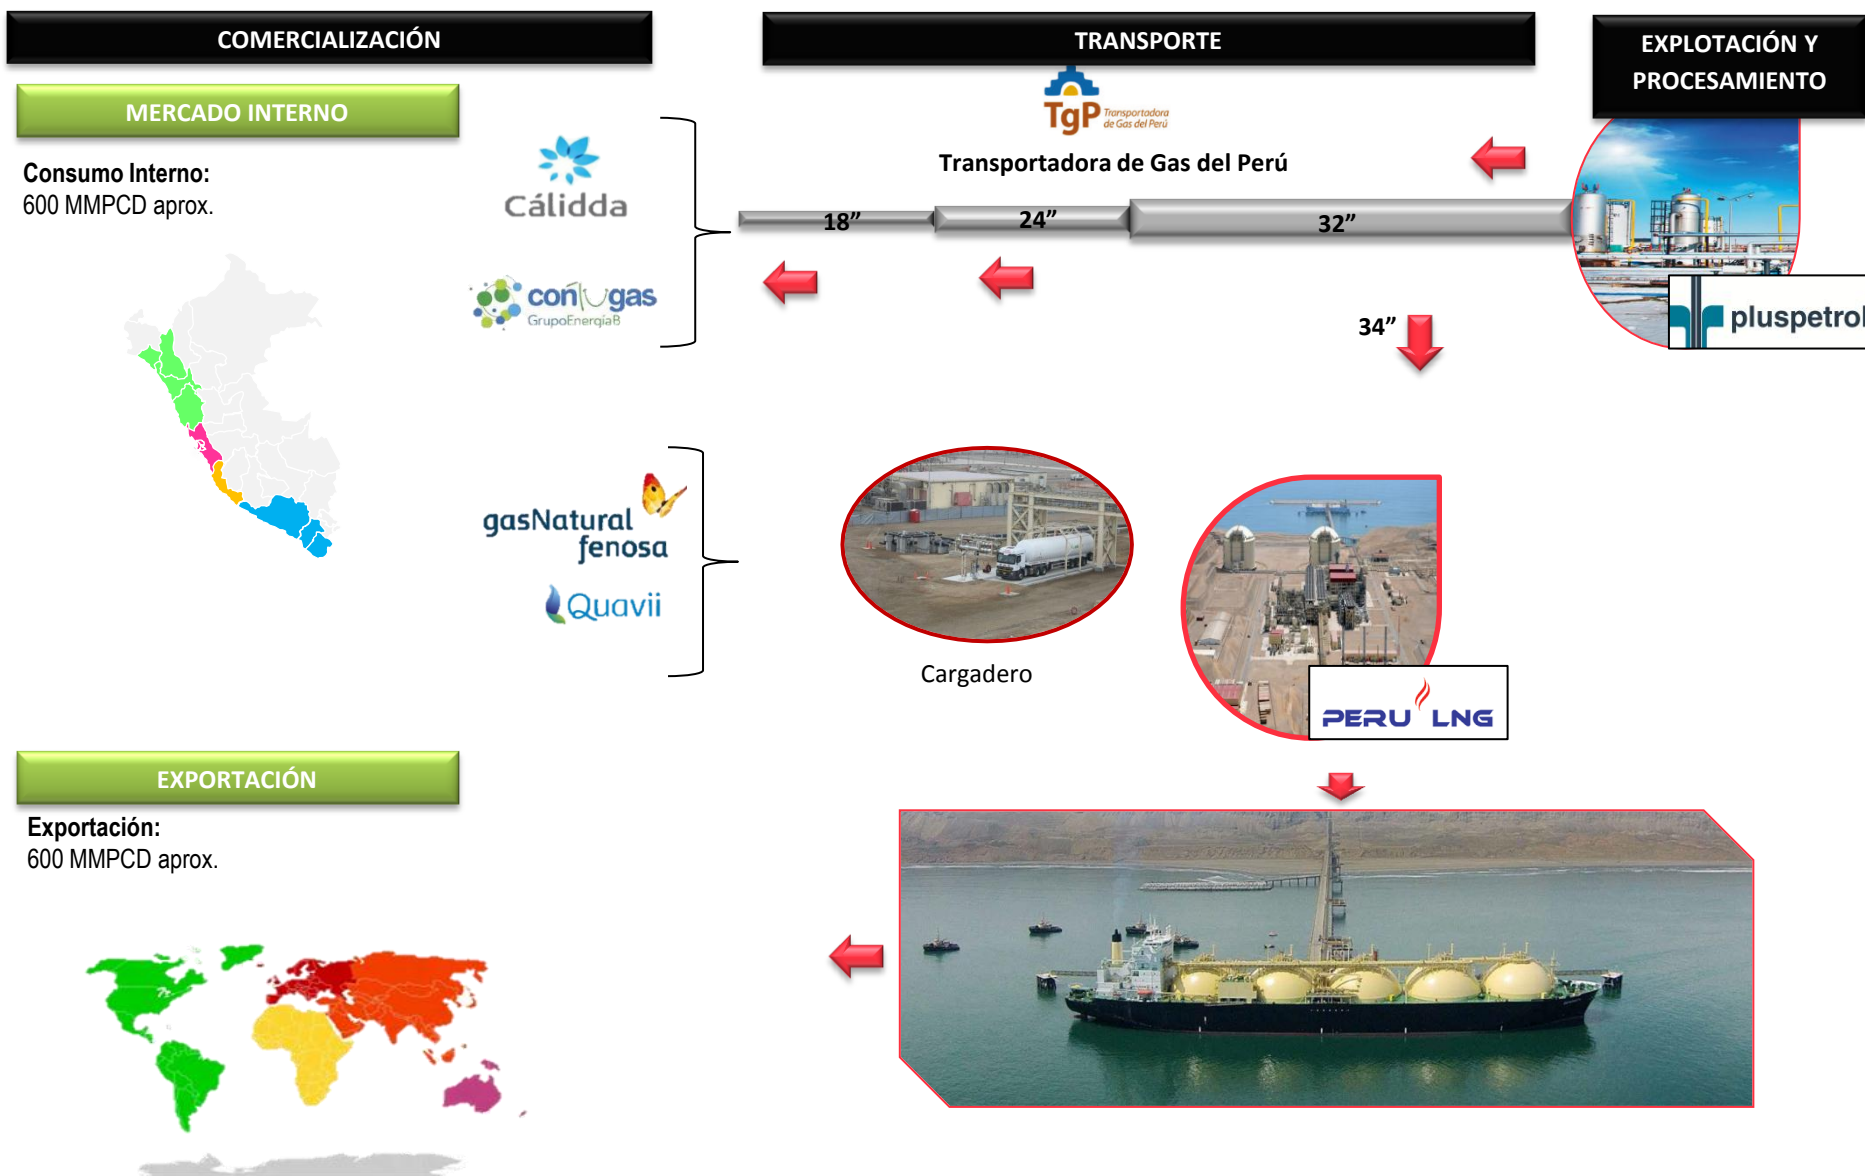 COMERCIALIZACIÓN
TRANSPORTE
EXPLOTACIÓN Y
PROCESAMIENTO
MERCADO INTERNO
Consumo Interno:
600 MMPCD aprox.
Cálidda
conțugas
GrupoEnergíaB
TgP Transportadora
de Gas del Perú
Transportadora de Gas del Perú
18”
24”
32”
34”
pluspetrol
gasNatural
fenosa
Quavii
Cargadero
PERU LNG
EXPORTACIÓN
Exportación:
600 MMPCD aprox.